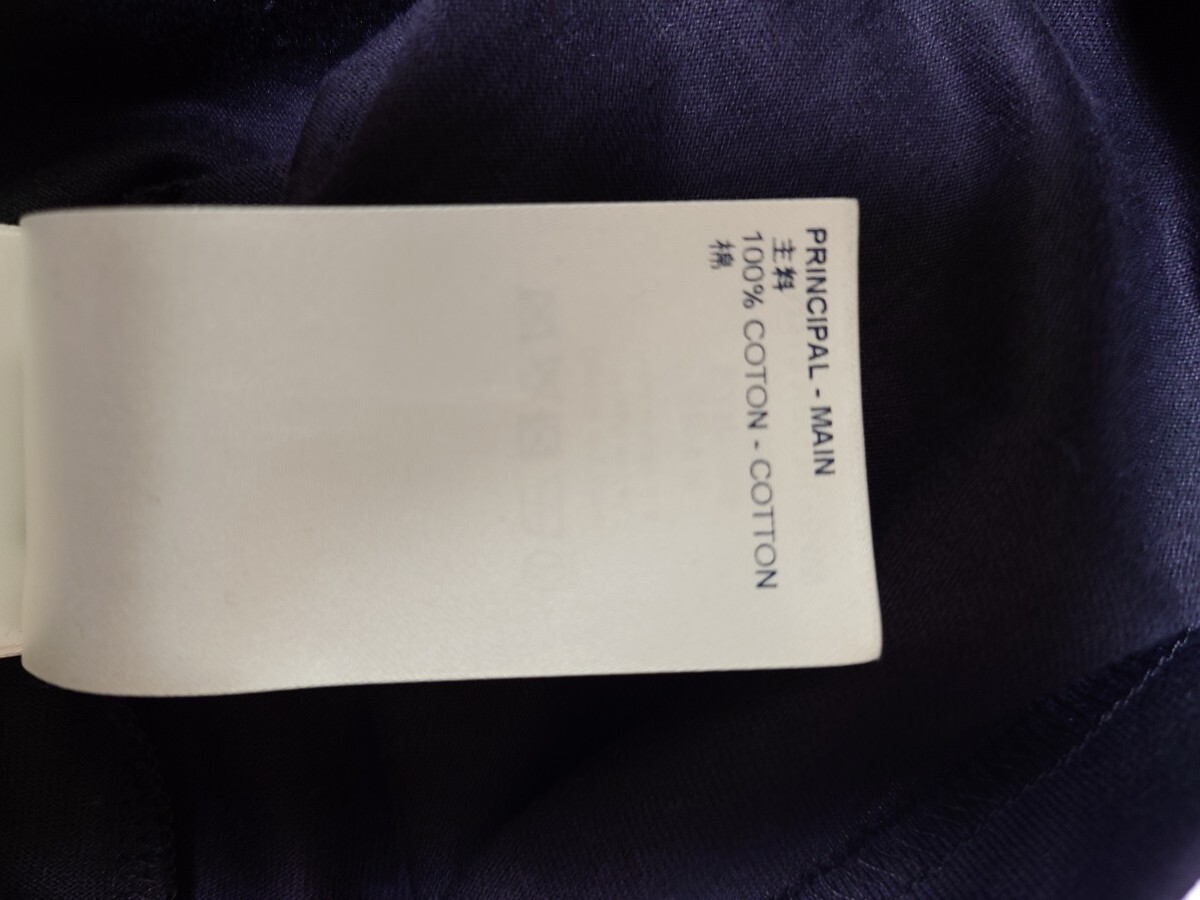 PRINCIPAL - MAIN
主料
100% COTON - COTTON
棉